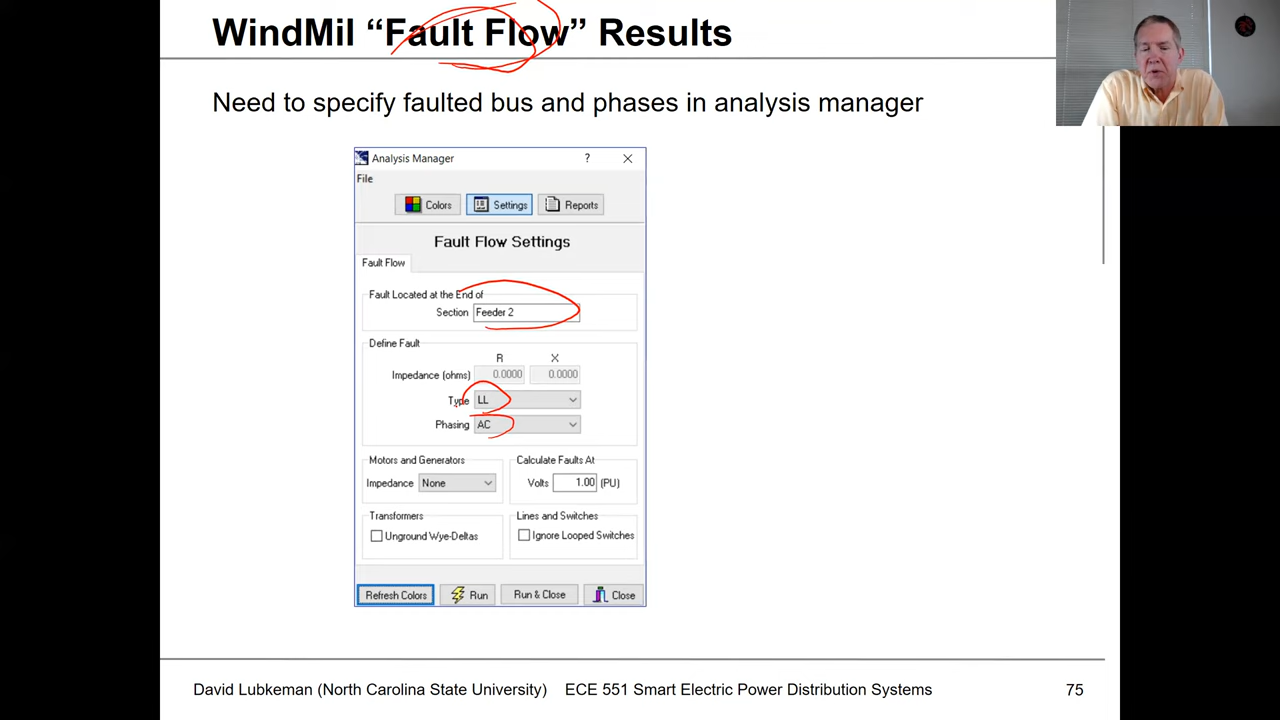 WindMil “Fault Flow” Results
Need to specify faulted bus and phases in analysis manager
Analysis Manager ?
File
Colors Settings Reports
Fault Flow Settings
Fault Flow
Fault Located at the End of
Section Feeder 2
Define Fault
R X
Impedance (ohms) 0.0000 0.0000
Type LL
Phasing AC
Motors and Generators Calculate Faults At
Impedance None Volts 1.00 (PU)
Transformers Lines and Switches
Unground Wye-Deltas Ignore Looped Switches
Refresh Colors Run Run & Close Close
David Lubkeman (North Carolina State University) ECE 551 Smart Electric Power Distribution Systems 75